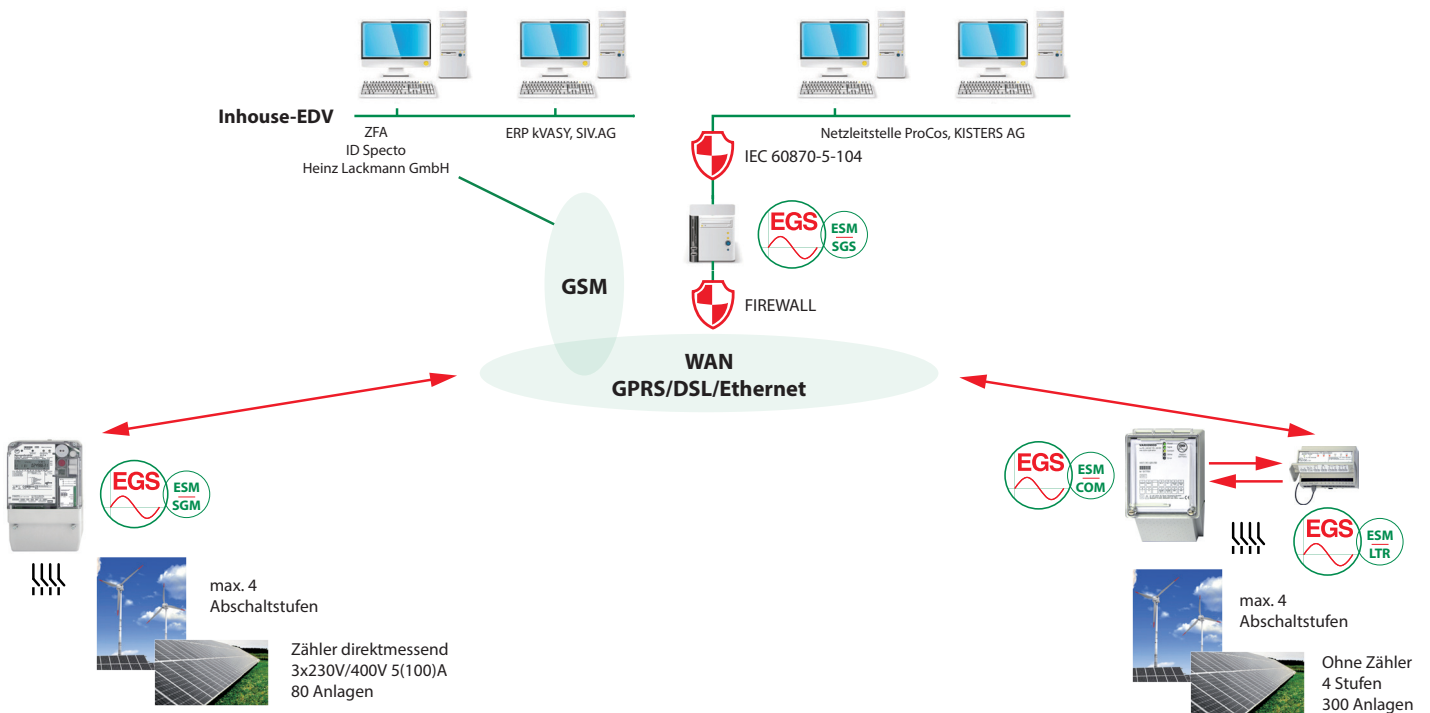 Inhouse-EDV
ZFA
ID Specto
Heinz Lackmann GmbH
ERP kVASY, SIV.AG
Netzleitstelle ProCos, KISTERS AG
IEC 60870-5-104
EGS
ESM
SGS
GSM
FIREWALL
WAN
GPRS/DSL/Ethernet
EGS
ESM
SGM
max. 4
Abschaltstufen
Zähler direktmessend
3x230V/400V 5(100)A
80 Anlagen
EGS
ESM
COM
EGS
ESM
LTR
max. 4
Abschaltstufen
Ohne Zähler
4 Stufen
300 Anlagen